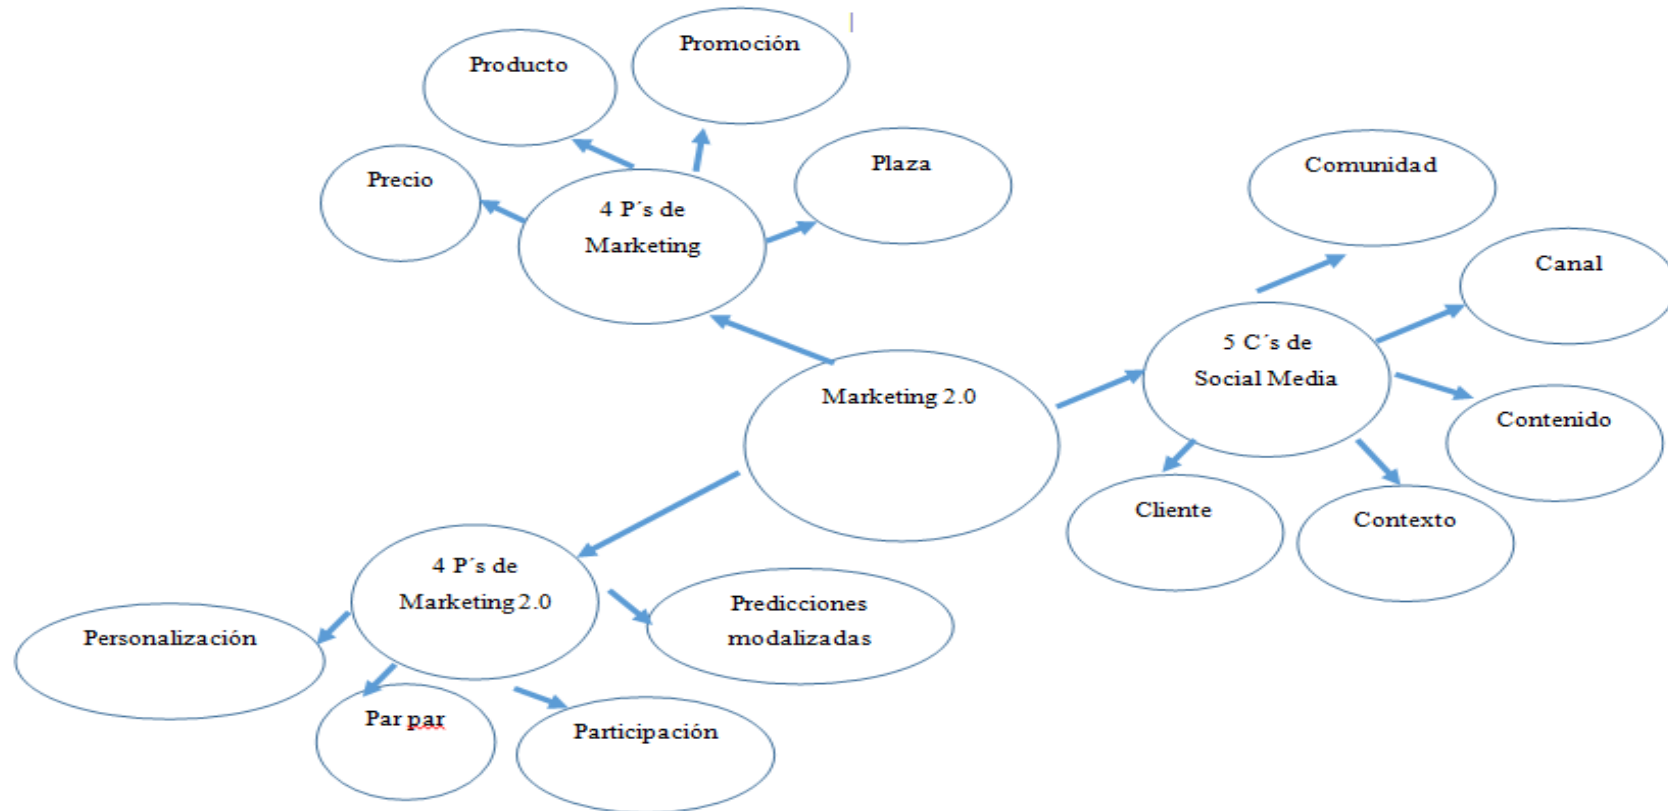 Promoción
Producto
Precio
Plaza
4 P´s de
Marketing
Comunidad
Canal
5 C´s de
Social Media
Contenido
Contexto
Cliente
Marketing 2.0
4 P´s de
Marketing 2.0
Predicciones
modalizadas
Personalización
Par par
Participación